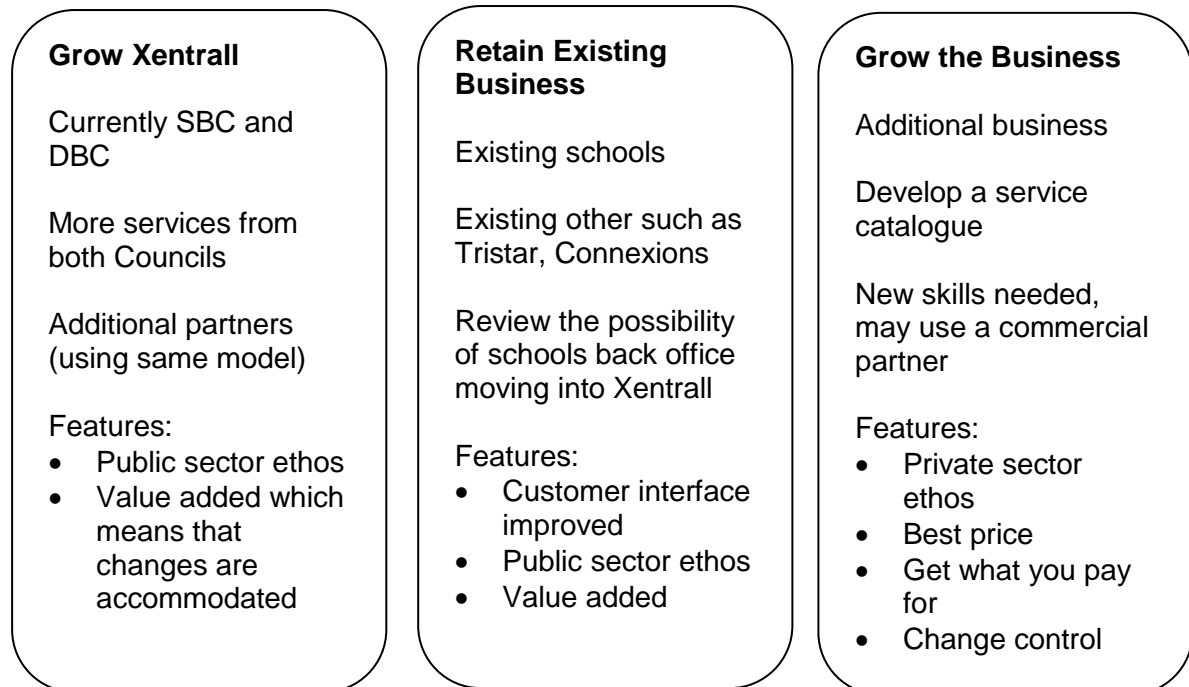 Grow Xentrall
Currently SBC and
DBC
More services from
both Councils
Additional partners
(using same model)
Features:
• Public sector ethos
• Value added which
means that
changes are
accommodated
Retain Existing
Business
Existing schools
Existing other such as
Tristar, Connexions
Review the possibility
of schools back office
moving into Xentrall
Features:
• Customer interface
improved
• Public sector ethos
• Value added
Grow the Business
Additional business
Develop a service
catalogue
New skills needed,
may use a commercial
partner
Features:
• Private sector
ethos
• Best price
• Get what you pay
for
• Change control